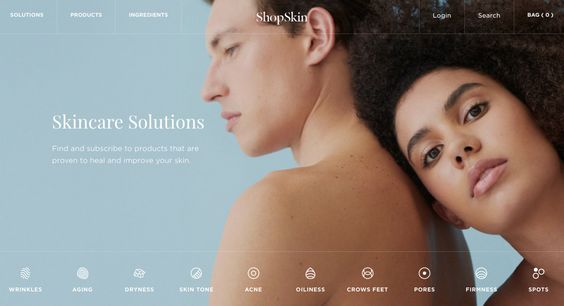 SOLUTIONS
PRODUCTS
INGREDIENTS
ShopSkin
Login
Search
BAG ( 0 )
Skincare Solutions
Find and subscribe to products that are
proven to heal and improve your skin.
WRINKLES
AGING
DRYNESS
SKIN TONE
ACNE
OILINESS
CROWS FEET
PORES
FIRMNESS
SPOTS